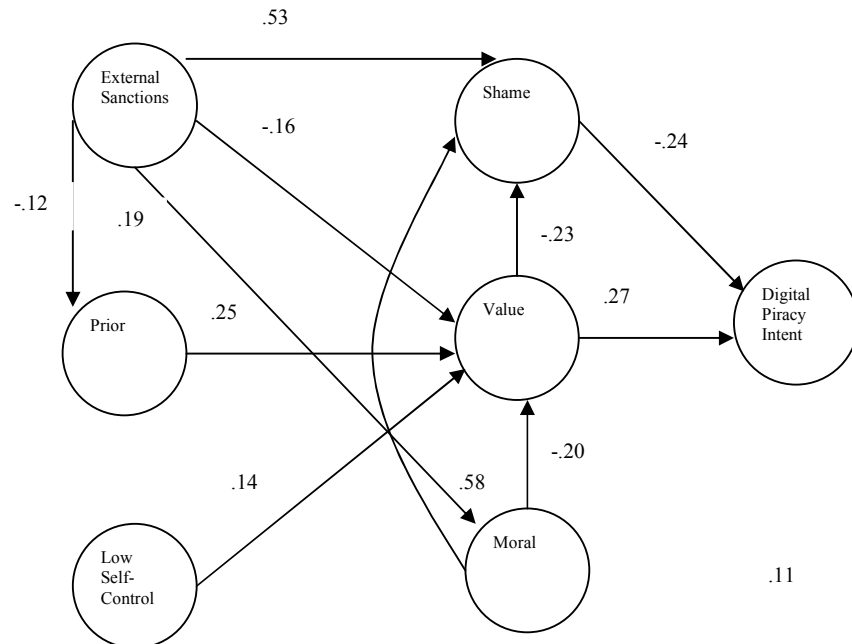 .53
External
Sanctions
Shame
-.16
-.24
-.12
.19
-.23
Prior
.25
Value
.27
Digital
Piracy
Intent
.14
.58
-.20
Low
Self-
Control
Moral
.11